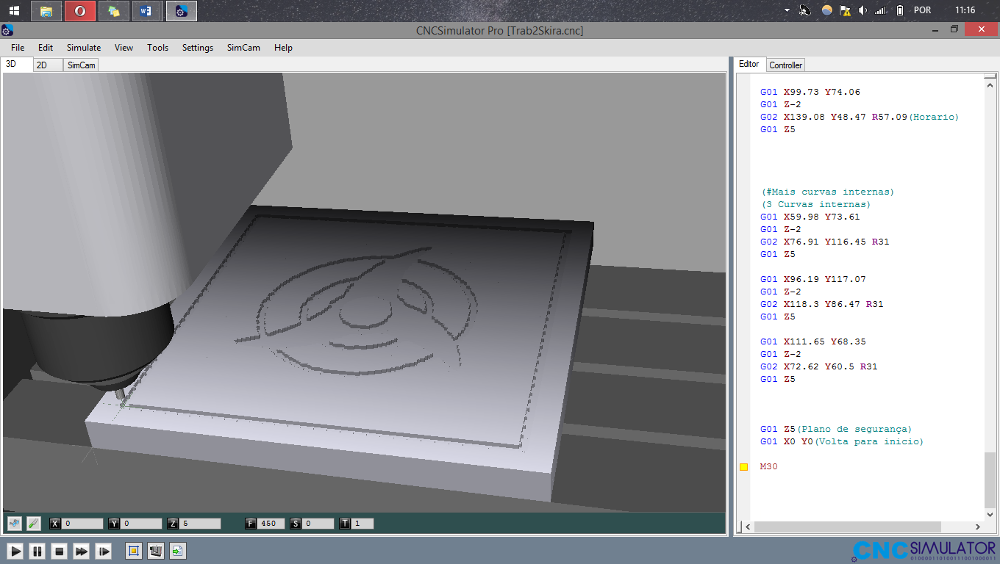 POR
11:16
CNCSimulator Pro [Trab2Skira.cnc]
File Edit Simulate View Tools Settings SimCam Help
3D 2D SimCam
Editor Controller
G01 X99.73 Y74.06
G01 Z-2
G02 X139.08 Y48.47 R57.09(Horario)
G01 Z5
(#Mais curvas internas)
(3 Curvas internas)
G01 X59.98 Y73.61
G01 Z-2
G02 X76.91 Y116.45 R31
G01 Z5
G01 X96.19 Y117.07
G01 Z-2
G02 X118.3 Y86.47 R31
G01 Z5
G01 X111.65 Y68.35
G01 Z-2
G02 X72.62 Y60.5 R31
G01 Z5
G01 Z5(Plano de segurança)
G01 X0 Y0(Volta para inicio)
M30
X 0 Y 0 Z 5 F 450 S 0 T 1
CNCSIMULATOR